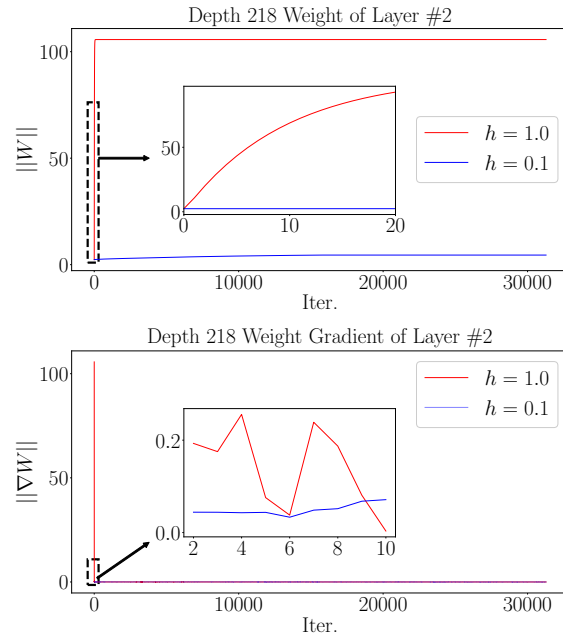 Depth 218 Weight of Layer #2
100
50
0
||W||
50
0
0 10 20
h = 1.0
h = 0.1
0 10000 20000 30000
Iter.
Depth 218 Weight Gradient of Layer #2
100
50
0
||∇W||
0.2
0.0
2 4 6 8 10
h = 1.0
h = 0.1
0 10000 20000 30000
Iter.